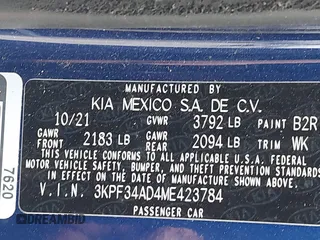 MANUFACTURED BY
KIA MEXICO S.A. DE C.V.
10/21 GVWR 3792 LB PAINT B2R
GAWR FRONT 2183 LB GAWR REAR 2094 LB TRIM WK
THIS VEHICLE CONFORMS TO ALL APPLICABLE U.S.A. FEDERAL
MOTOR VEHICLE SAFETY, BUMPER, AND THEFT PREVENTION
STANDARDS IN EFFECT ON THE DATE OF MANUFACTURE SHOWN ABOVE.
V.I.N. 3KPF34AD4ME423784
PASSENGER CAR
7620
DREAMBID